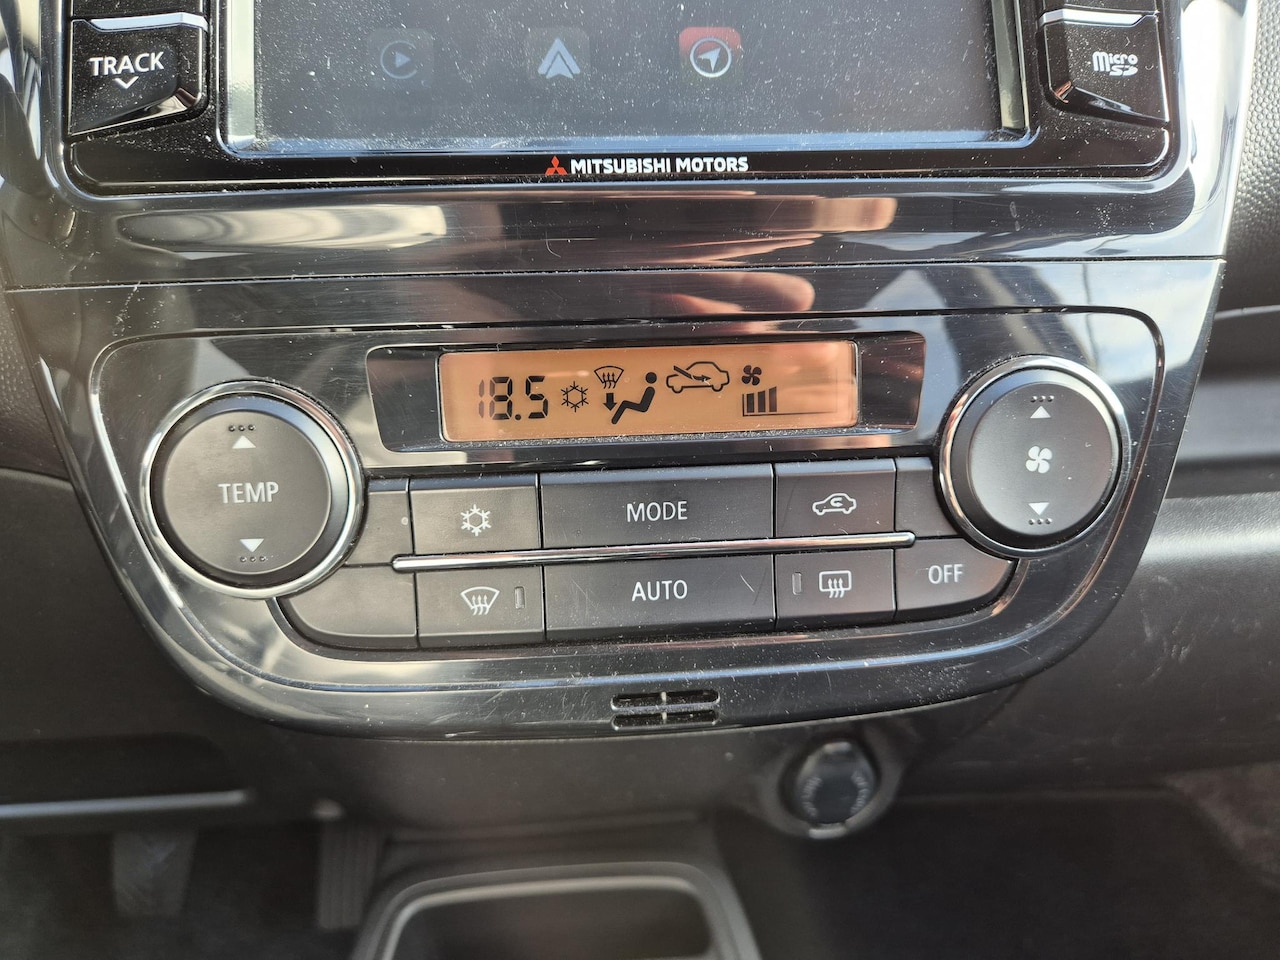 TRACK
micro
SD
MITSUBISHI MOTORS
18.5
TEMP
MODE
AUTO
OFF